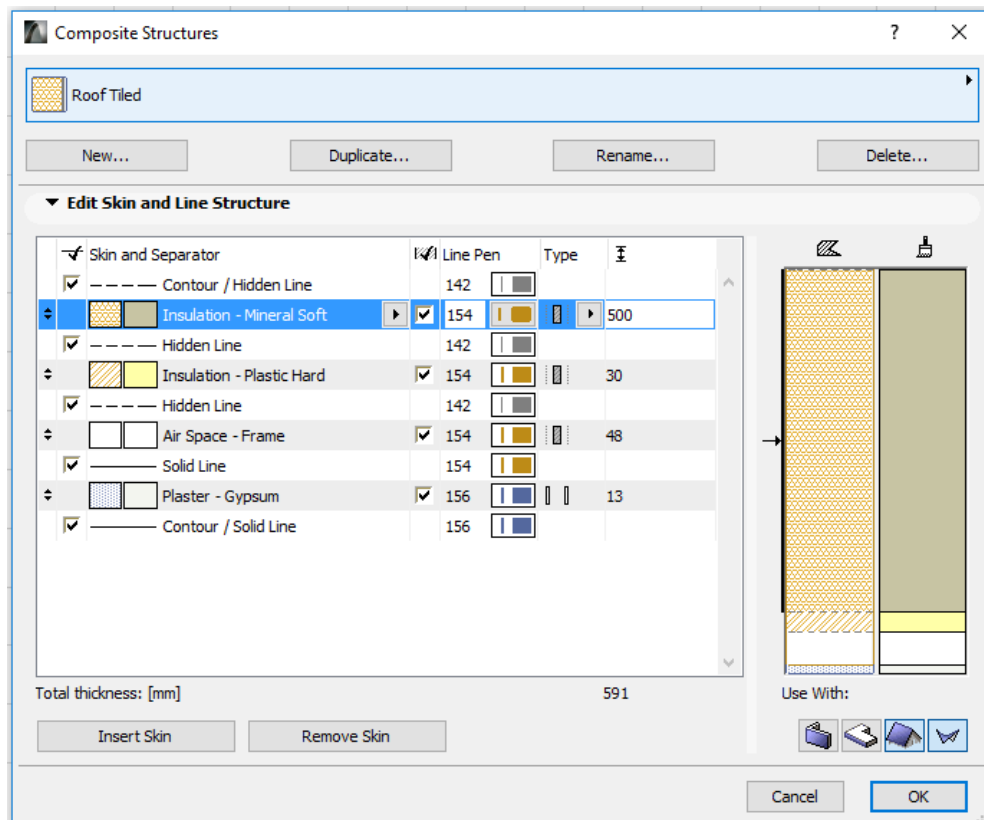 Composite Structures ?
Roof Tiled
New... Duplicate... Rename... Delete...
Edit Skin and Line Structure
Skin and Separator Line Pen Type
Contour / Hidden Line 142
Insulation - Mineral Soft 154 500
Hidden Line 142
Insulation - Plastic Hard 154 30
Hidden Line 142
Air Space - Frame 154 48
Solid Line 154
Plaster - Gypsum 156 13
Contour / Solid Line 156
Total thickness: [mm] 591 Use With:
Insert Skin Remove Skin
Cancel OK